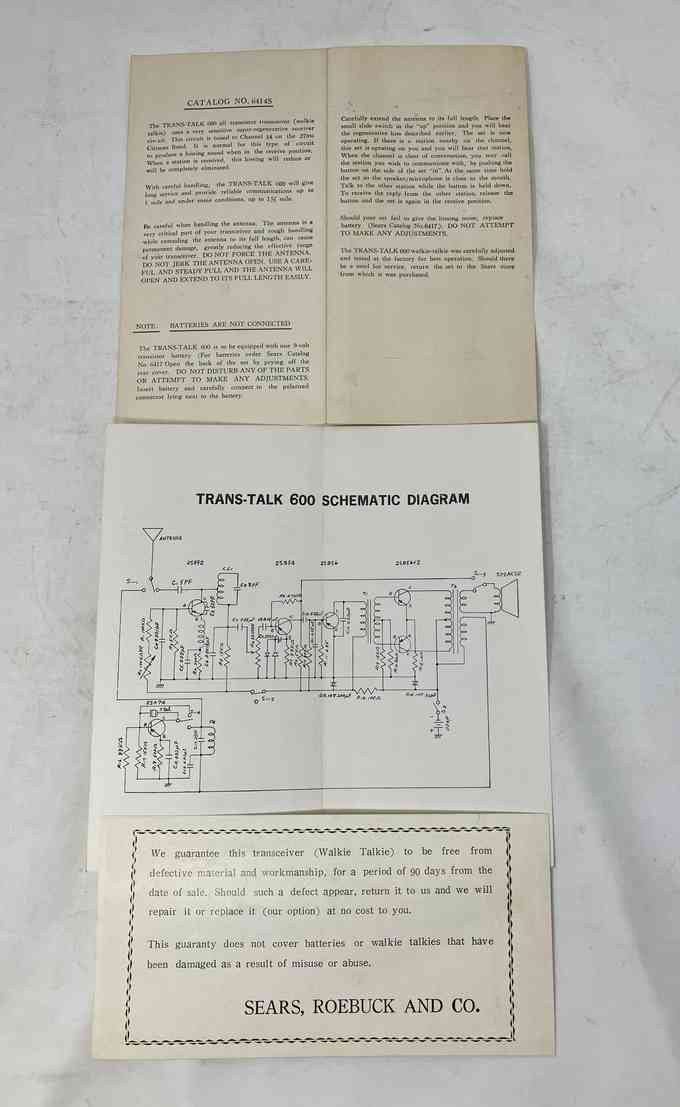 CATALOG NO. 6414S
The TRANS-TALK 600 all transistor transceiver (walkie
talkie) uses a very sensitive super-regenerative receiver
circuit. This circuit is tuned to Channel 14 on the 27mc
Citizens Band. It is normal for this type of circuit
to produce a hissing sound when in the receive position.
When a station is received, this hissing will reduce or
will be completely eliminated.
With careful handling, the TRANS-TALK 600 will give
long service and provide reliable communications up to
mile and under some conditions, up to mile.
Be careful when handling the antenna. The antenna is a
very critical part of your transceiver and rough handling
while extending the antenna to its full length, can cause
permanent damage, greatly reducing the effective range
of your transceiver. DO NOT FORCE THE ANTENNA.
DO NOT JERK THE ANTENNA OPEN. USE A CARE-
FUL AND STEADY PULL AND THE ANTENNA WILL
OPEN AND EXTEND TO ITS FULL LENGTH EASILY.
NOTE: BATTERIES ARE NOT CONNECTED
The TRANS-TALK 600 is to be equipped with one 9-volt
transistor battery (For batteries order Sears Catalog
No 6417 Open the back of the set by prying off the
rear cover. DO NOT DISTURB ANY OF THE PARTS
OR ATTEMPT TO MAKE ANY ADJUSTMENTS.
Insert battery and carefully connect to the polarized
connector lying next to the battery.
Carefully extend the antenna to its full length. Place the
small slide switch in the "up" position and you will hear
the regenerative hiss described earlier. The set is now
operating. If there is a station nearby on the channel,
this set is oprating on you and you will hear that station.
When the channel is clear of conversation, you may call
the station you wish to communicate with, by pushing the
button on the side of the set "in". At the same time hold
the set so the speaker/microphone is close to the mouth.
Talk to the other station while the button is held down.
To receive the reply from the other station, release the
button and the set is again in the receive position.
Should your set fail to give the hissing noise, replace
battery (Sears Catalog No.6417). DO NOT ATTEMPT
TO MAKE ANY ADJUSTMENTS.
The TRANS-TALK 600 walkie-talkie was carefully adjusted
and tested at the factory for best operation. Should there
be a need for service, return the set to the Sears store
from which it was purchased.
TRANS-TALK 600 SCHEMATIC DIAGRAM
ANTENNA
SPEAKER
We guarantee this transceiver (Walkie Talkie) to be free from
defective material and workmanship, for a period of 90 days from the
date of sale. Should such a defect appear, return it to us and we will
repair it or replace it (our option) at no cost to you.
This guaranty does not cover batteries or walkie talkies that have
been damaged as a result of misuse or abuse.
SEARS, ROEBUCK AND CO.